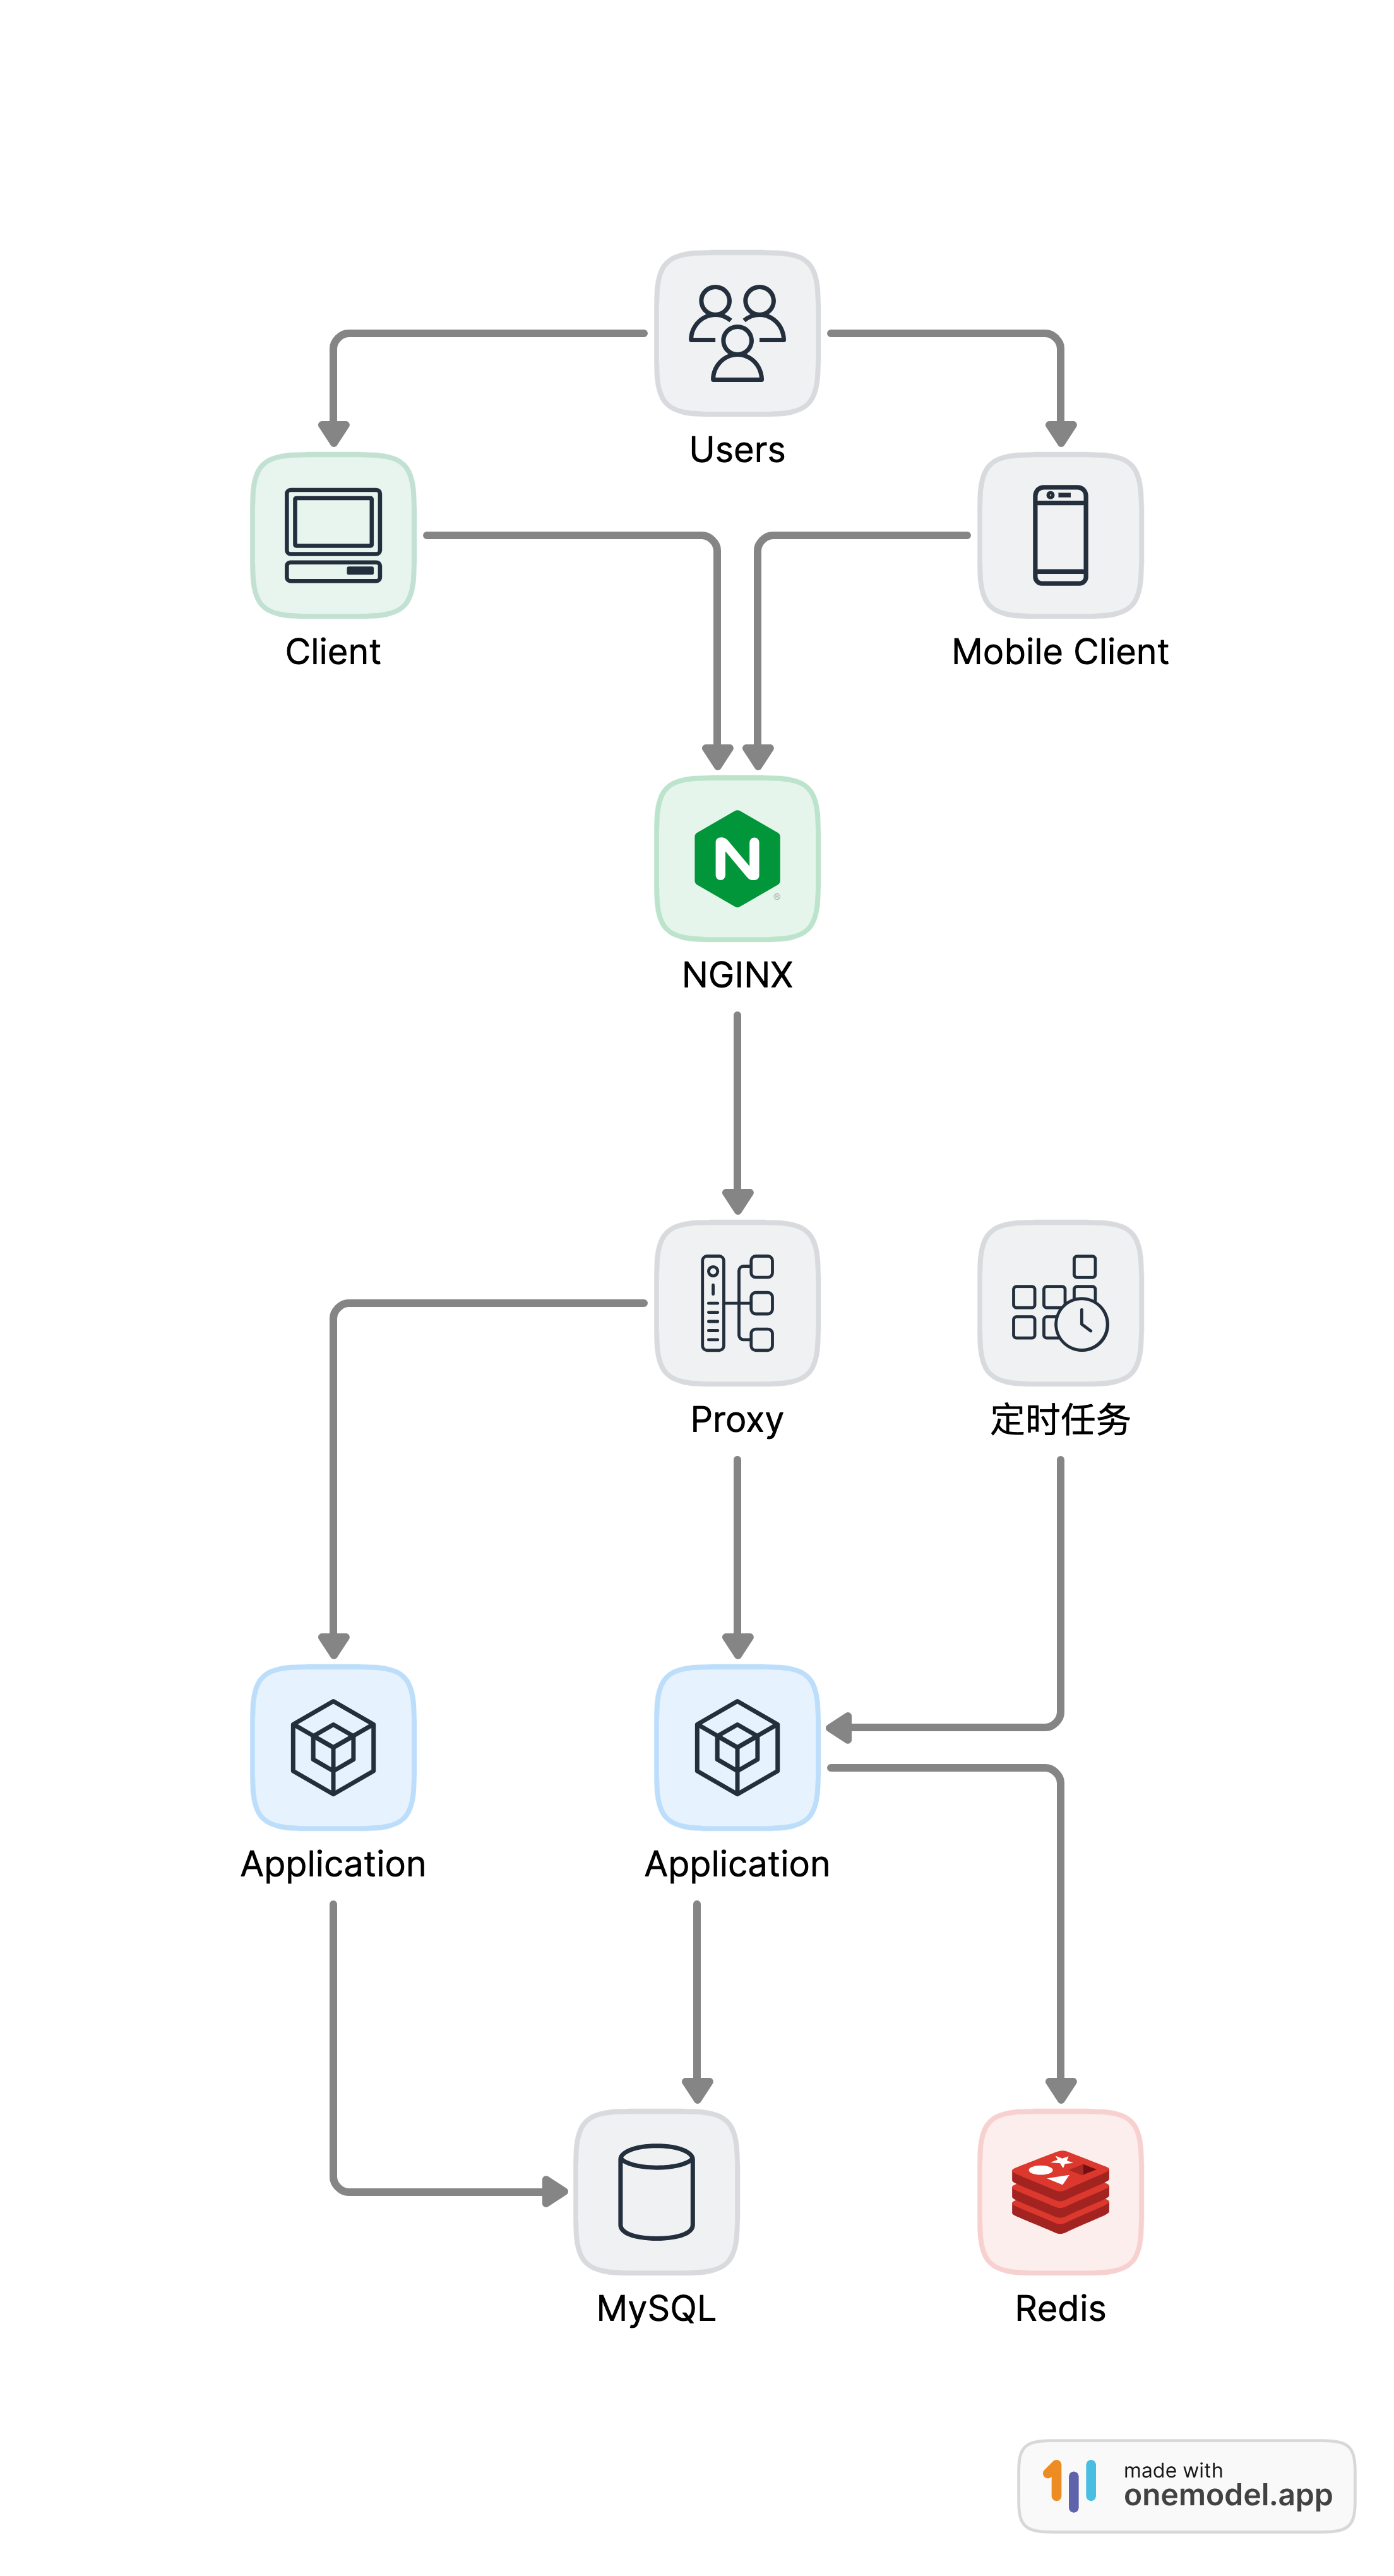 Users
Client
Mobile Client
N
®
NGINX
Proxy
定时任务
Application
Application
MySQL
Redis
made with
onemodel.app